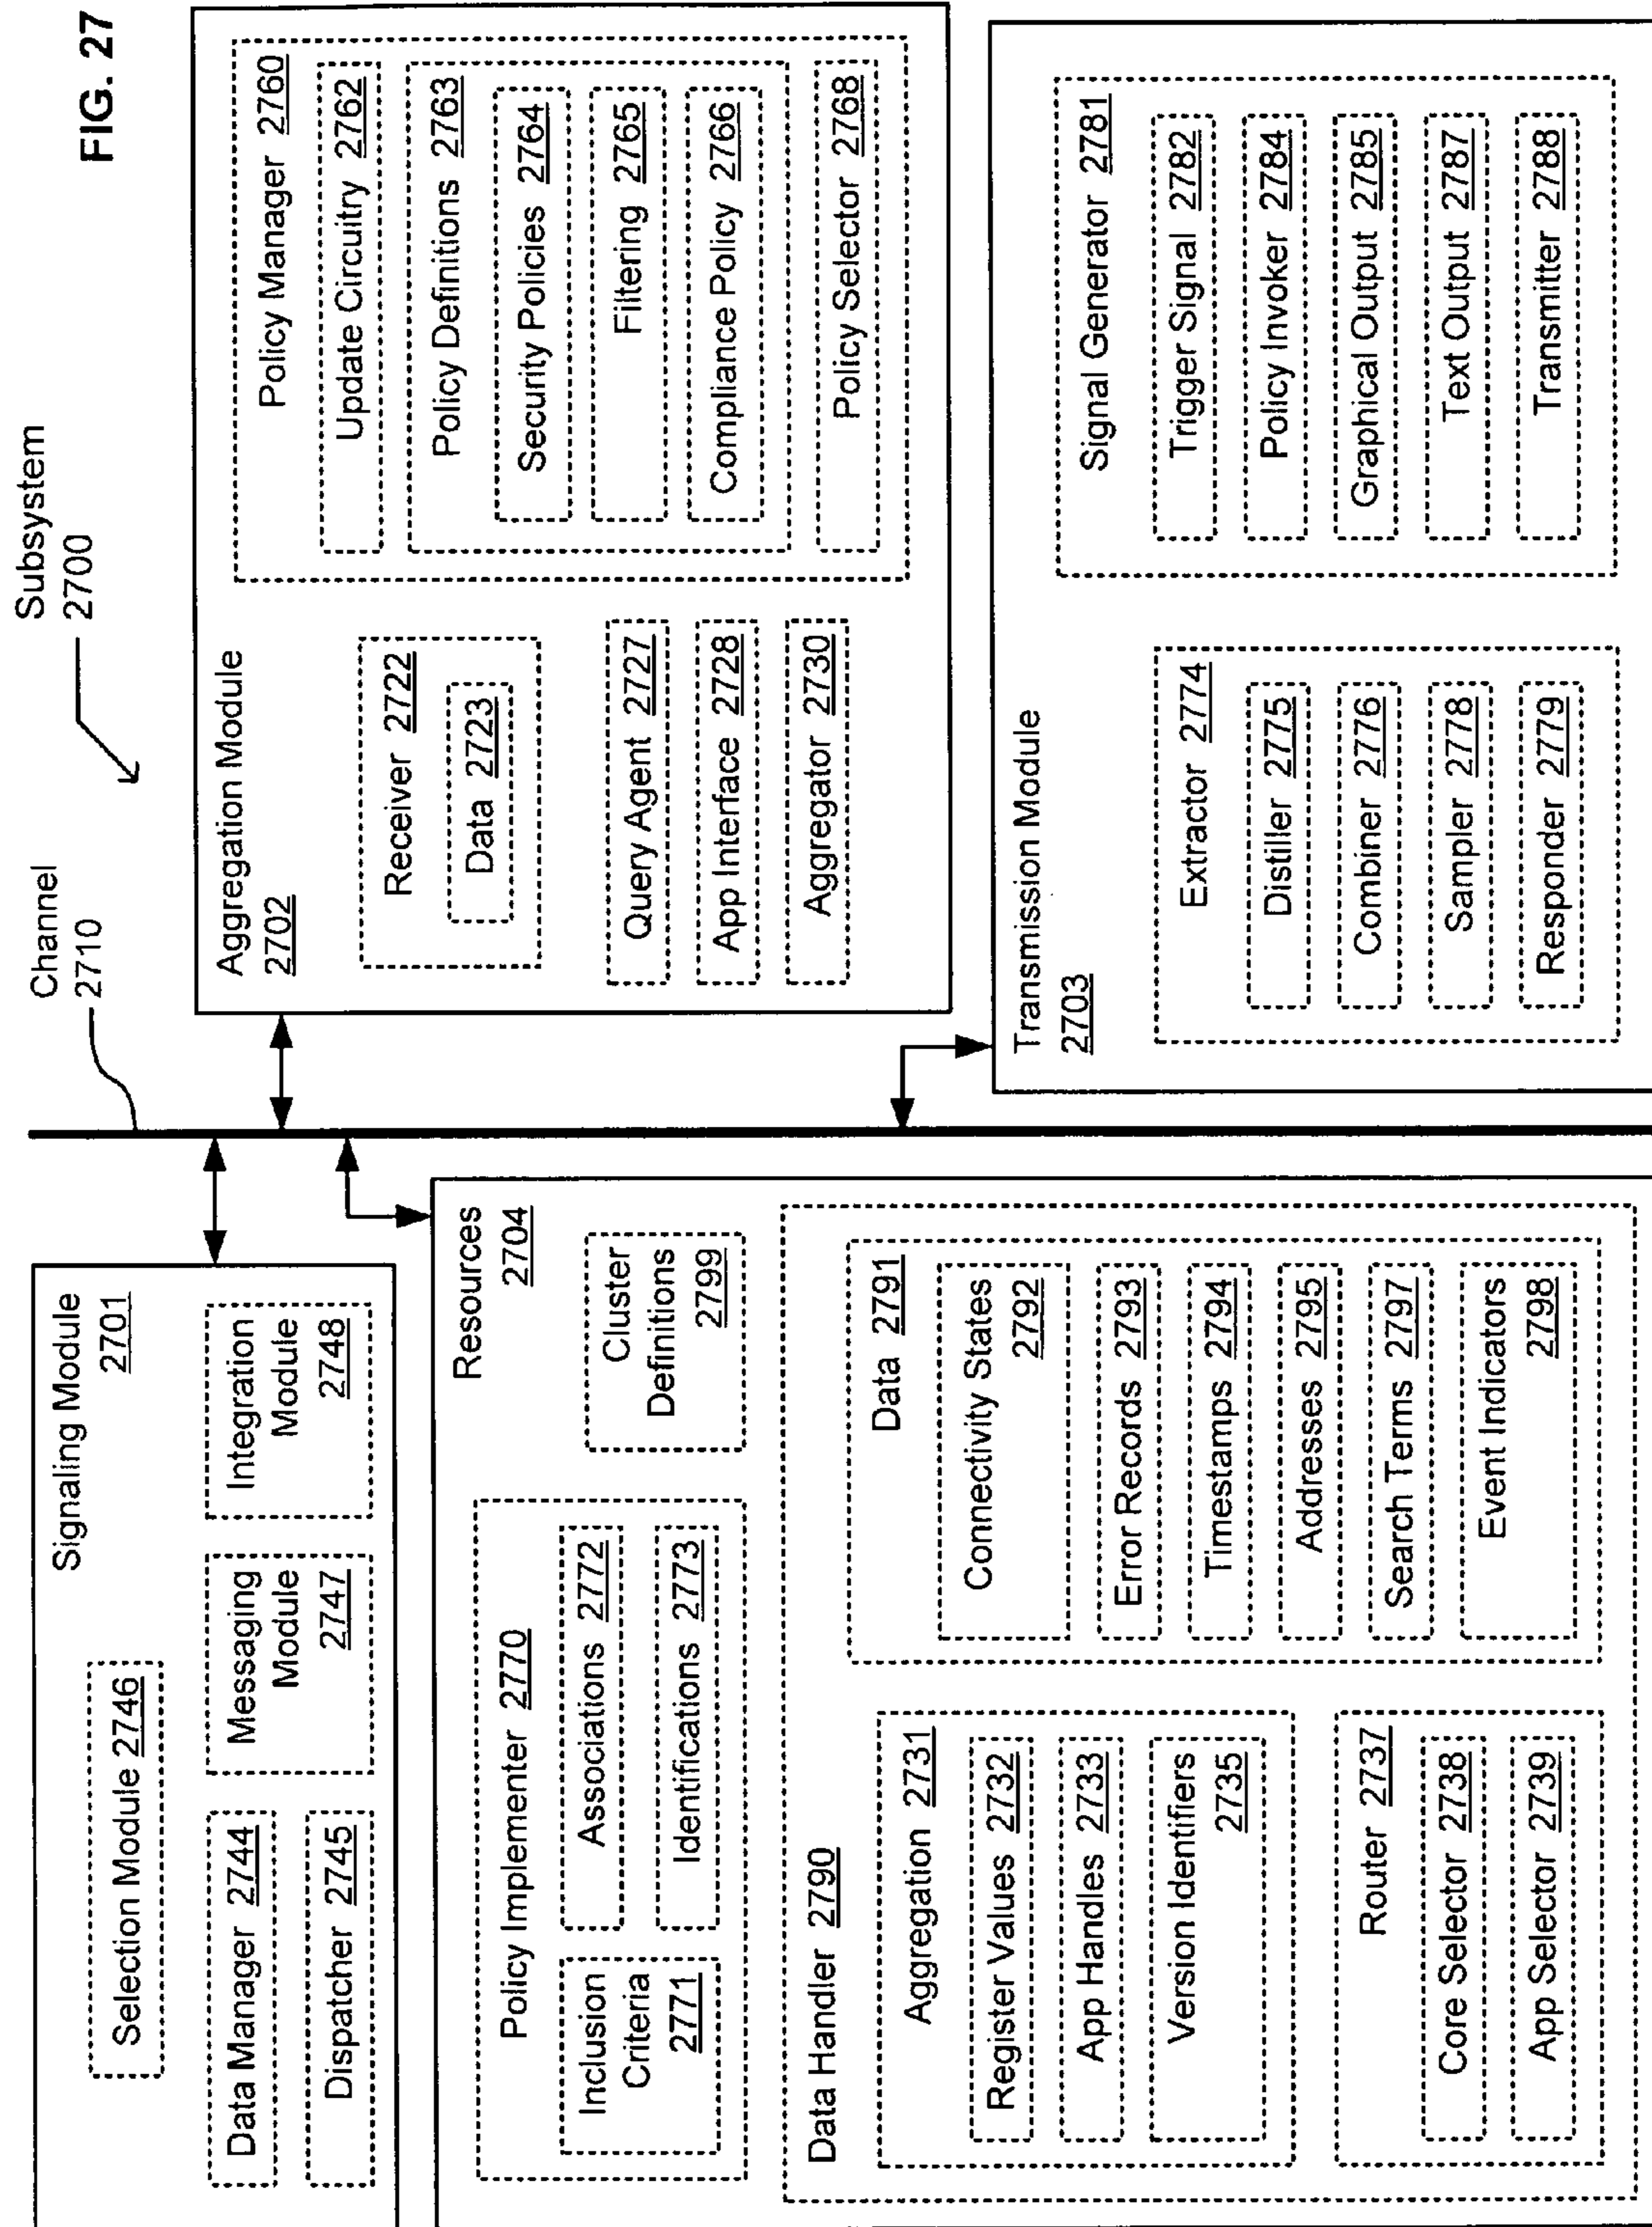 FIG. 27
Subsystem
2700
Channel
2710
Signaling Module
2701
Selection Module 2746
Data Manager 2744
Dispatcher 2745
Messaging
Module
2747
Integration
Module
2748
Aggregation Module
2702
Receiver 2722
Data 2723
Query Agent 2727
App Interface 2728
Aggregator 2730
Policy Manager 2760
Update Circuitry 2762
Policy Definitions 2763
Security Policies 2764
Filtering 2765
Compliance Policy 2766
Policy Selector 2768
Resources
2704
Policy Implementer 2770
Inclusion
Criteria
2771
Associations 2772
Identifications 2773
Cluster
Definitions
2799
Data Handler 2790
Aggregation 2731
Register Values 2732
App Handles 2733
Version Identifiers
2735
Router 2737
Core Selector 2738
App Selector 2739
Data 2791
Connectivity States
2792
Error Records 2793
Timestamps 2794
Addresses 2795
Search Terms 2797
Event Indicators
2798
Transmission Module
2703
Extractor 2774
Distiller 2775
Combiner 2776
Sampler 2778
Responder 2779
Signal Generator 2781
Trigger Signal 2782
Policy Invoker 2784
Graphical Output 2785
Text Output 2787
Transmitter 2788